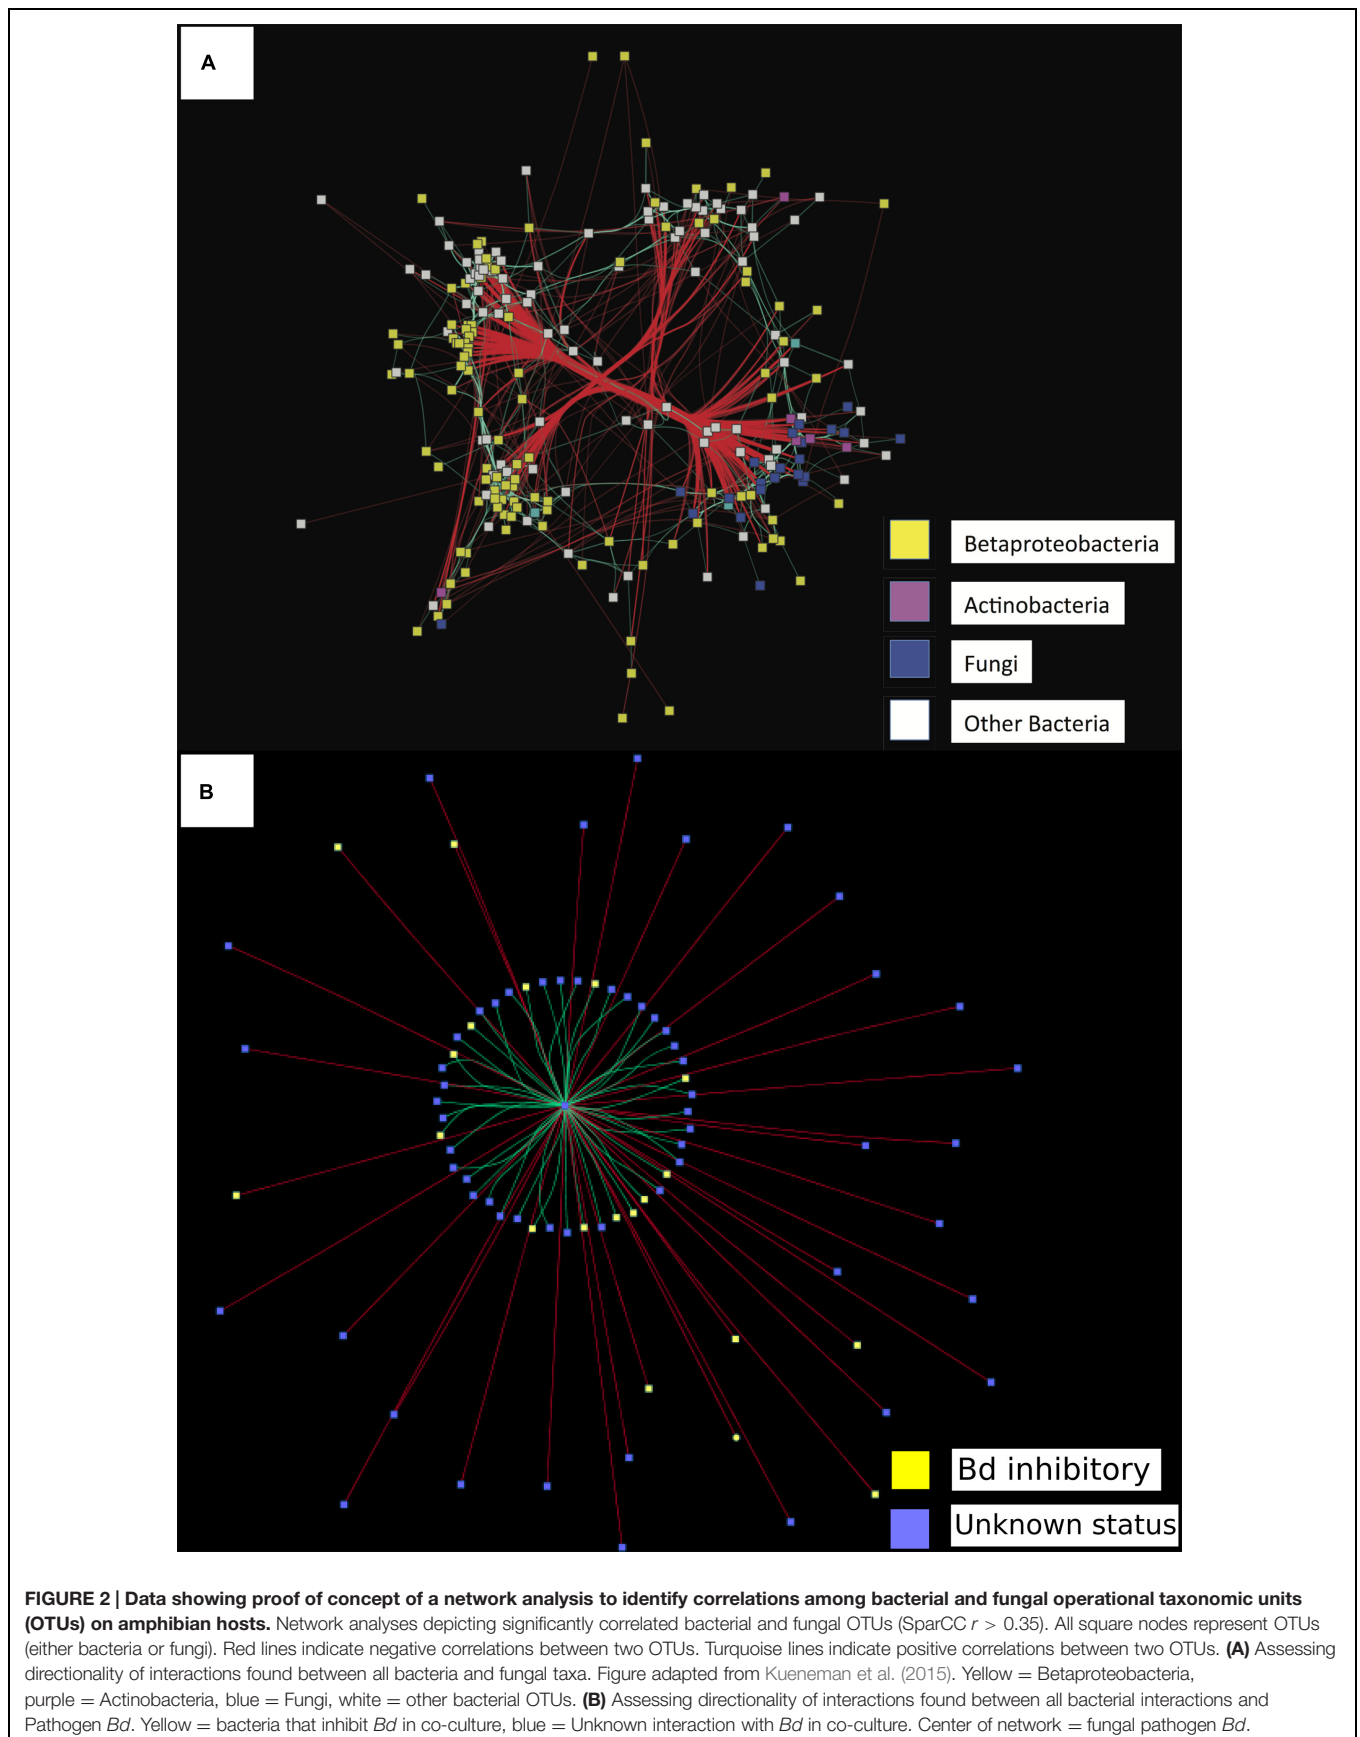 A
Betaproteobacteria
Actinobacteria
Fungi
Other Bacteria
B
Bd inhibitory
Unknown status
FIGURE 2 | Data showing proof of concept of a network analysis to identify correlations among bacterial and fungal operational taxonomic units
(OTUs) on amphibian hosts. Network analyses depicting significantly correlated bacterial and fungal OTUs (SparCC r > 0.35). All square nodes represent OTUs
(either bacteria or fungi). Red lines indicate negative correlations between two OTUs. Turquoise lines indicate positive correlations between two OTUs. (A) Assessing
directionality of interactions found between all bacteria and fungal taxa. Figure adapted from Kueneman et al. (2015). Yellow = Betaproteobacteria,
purple = Actinobacteria, blue = Fungi, white = other bacterial OTUs. (B) Assessing directionality of interactions found between all bacterial interactions and
Pathogen Bd. Yellow = bacteria that inhibit Bd in co-culture, blue = Unknown interaction with Bd in co-culture. Center of network = fungal pathogen Bd.